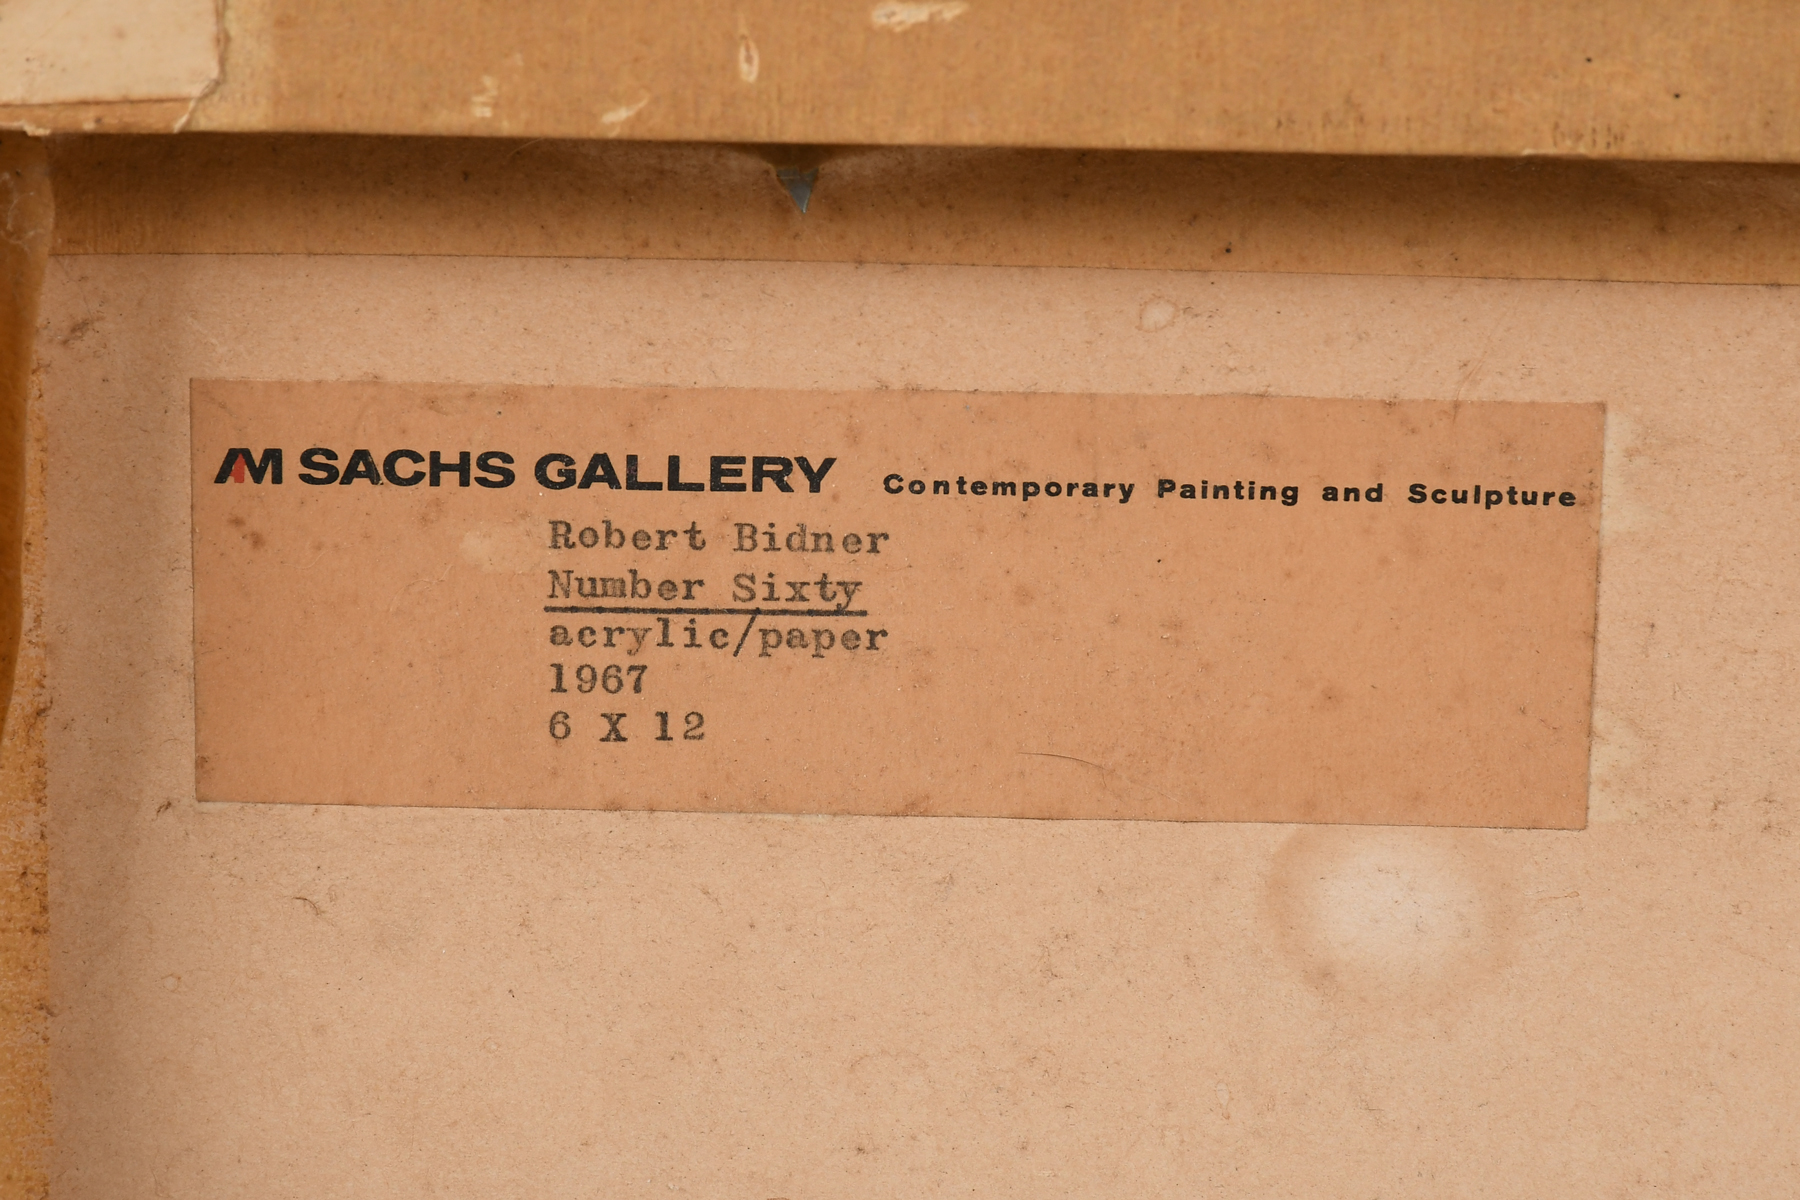 AM SACHS GALLERY Contemporary Painting and Sculpture
Robert Bidner
Number Sixty
acrylic/paper
1967
6 X 12